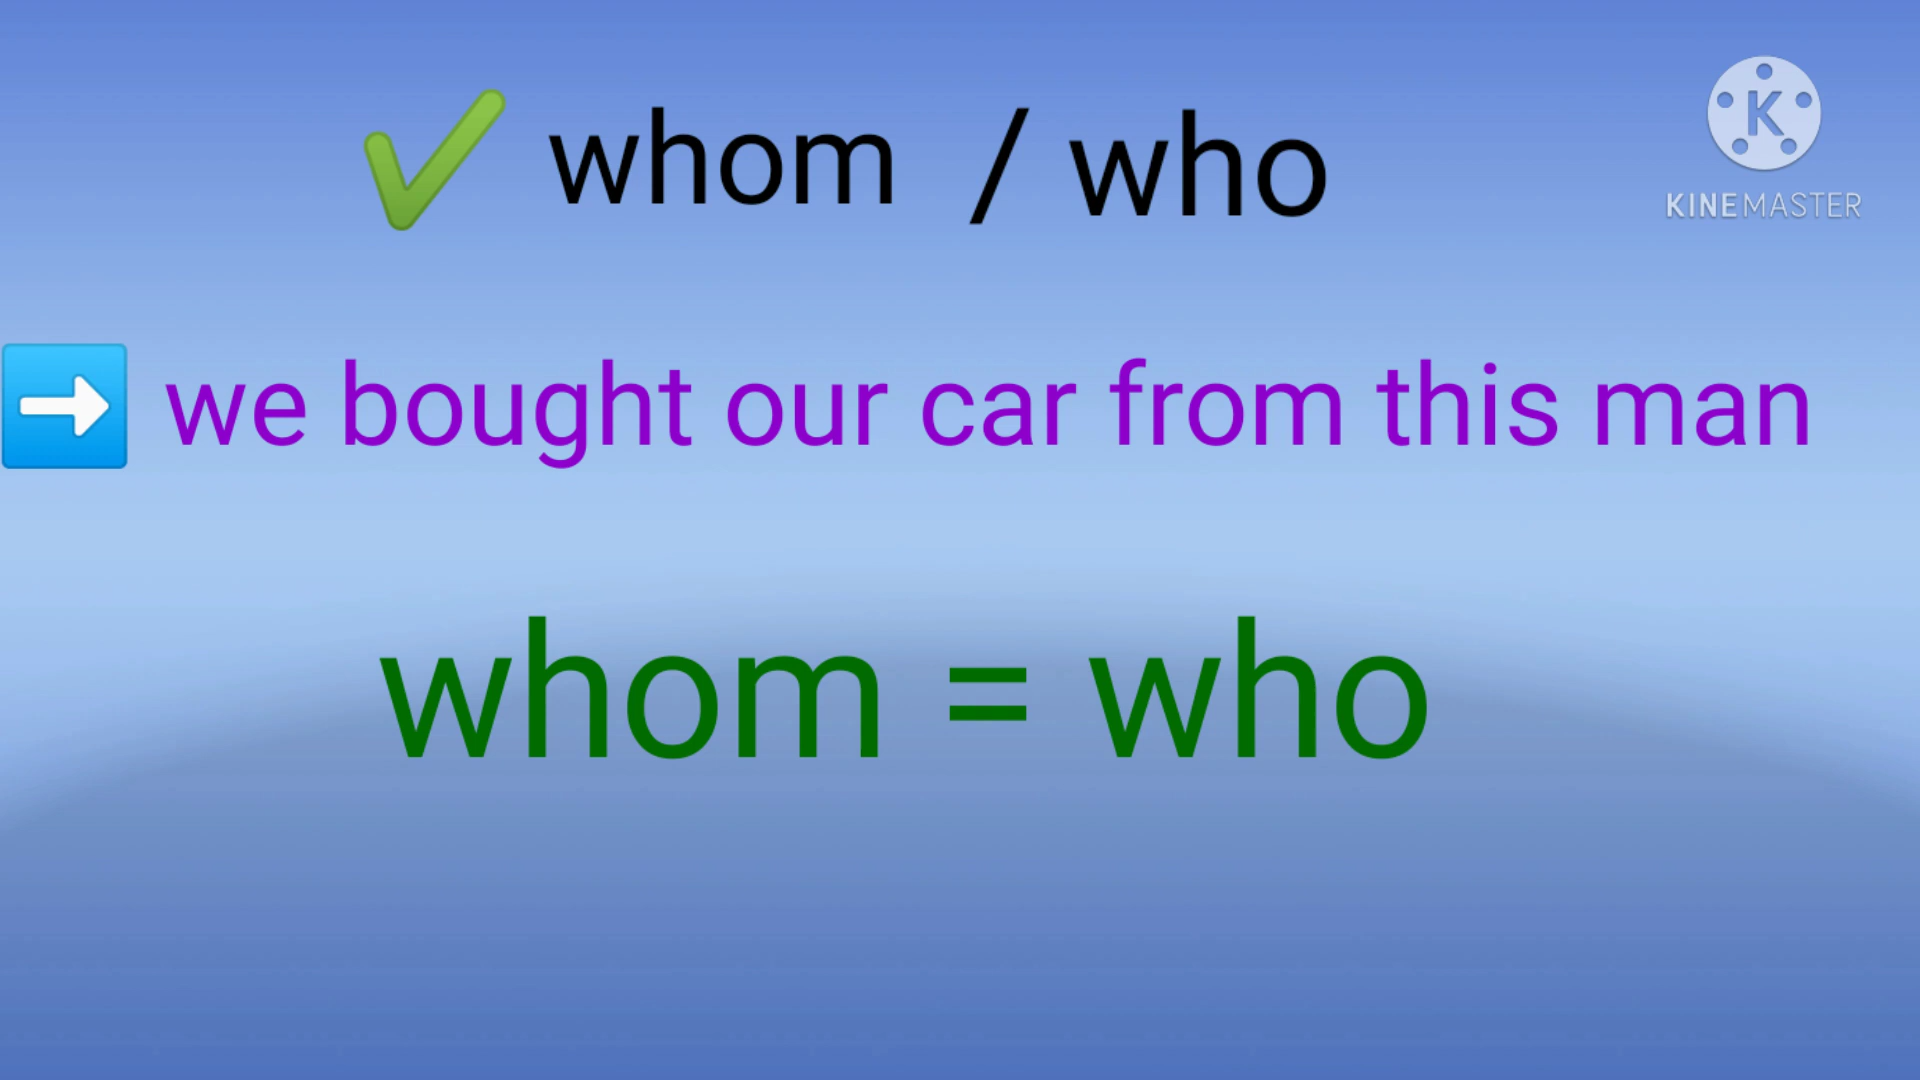 whom / who
K
KINEMASTER
we bought our car from this man
whom = who